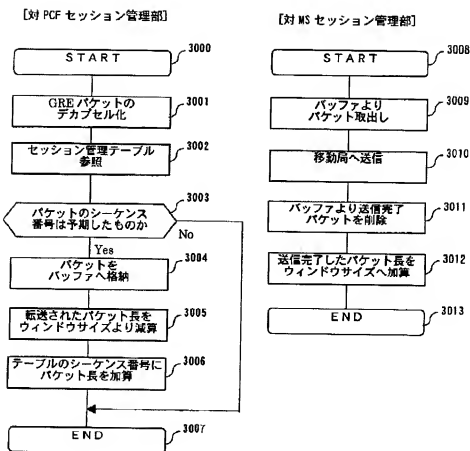 [対 PCF セッション管理部]
START
3000
GRE パケットの
デカプセル化
3001
セッション管理テーブル
参照
3002
パケットのシーケンス
番号は予期したものか
3003
No
Yes
パケットを
バッファへ格納
3004
転送されたパケット長を
ウィンドウサイズより減算
3005
テーブルのシーケンス番号に
パケット長を加算
3006
END
3007
[対 MS セッション管理部]
START
3008
バッファより
パケット取出し
3009
移動局へ送信
3010
バッファより送信完了
パケットを削除
3011
送信完了したパケット長を
ウィンドウサイズへ加算
3012
END
3013